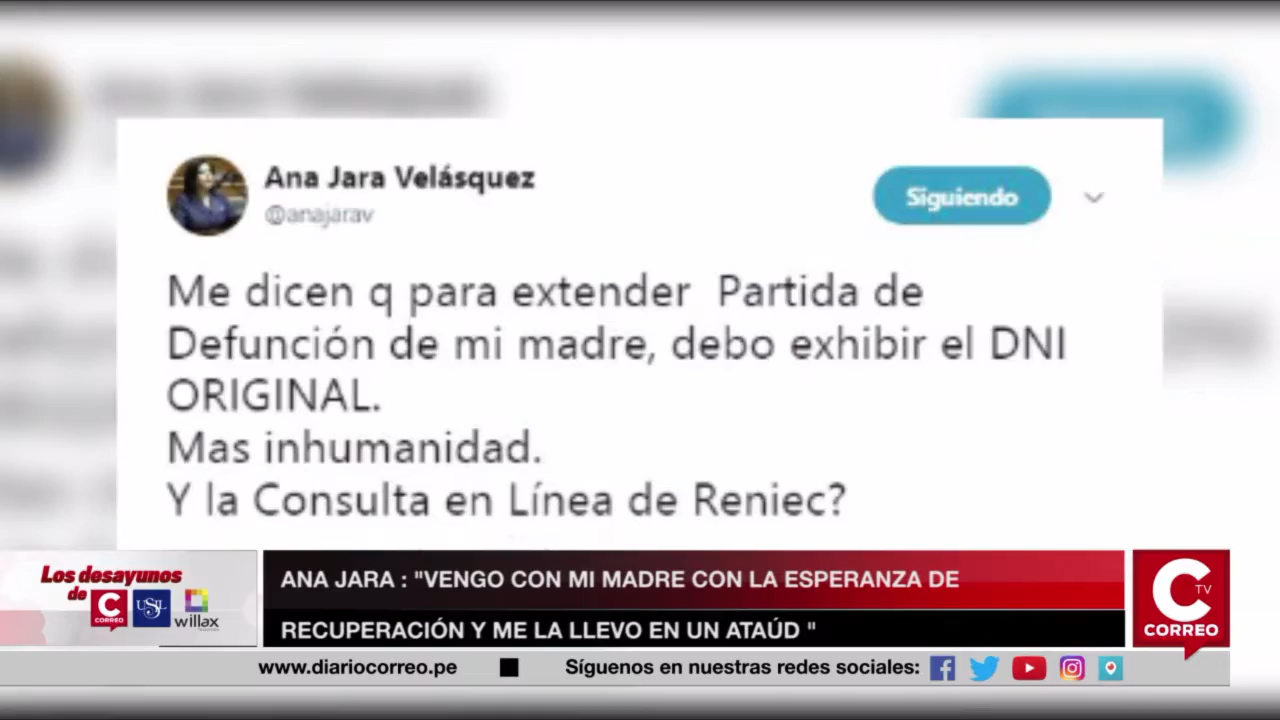 Ana Jara Velásquez
@anajarav
Siguiendo
Me dicen q para extender Partida de
Defunción de mi madre, debo exhibir el DNI
ORIGINAL.
Mas inhumanidad.
Y la Consulta en Línea de Reniec?
Los desayunos
de
C
CORREO
USIL
willax
ANA JARA : "VENGO CON MI MADRE CON LA ESPERANZA DE
RECUPERACIÓN Y ME LA LLEVO EN UN ATAÚD "
C TV
CORREO
www.diariocorreo.pe
Síguenos en nuestras redes sociales: